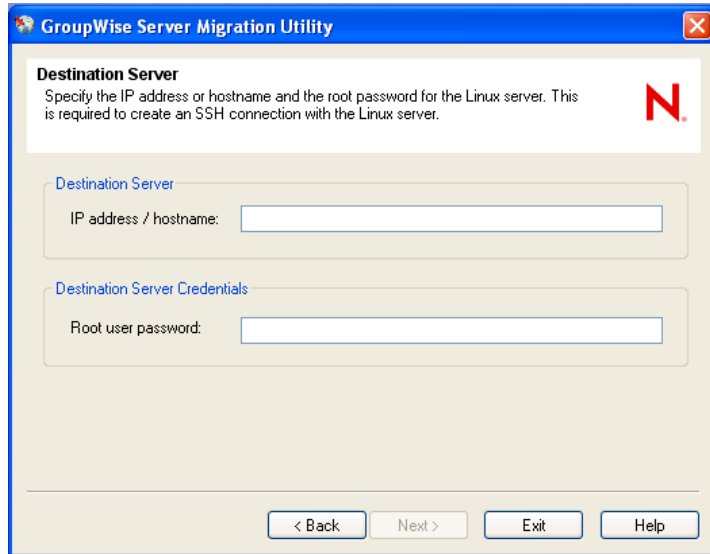 GroupWise Server Migration Utility
Destination Server
Specify the IP address or hostname and the root password for the Linux server. This
is required to create an SSH connection with the Linux server.
N.
Destination Server
IP address / hostname:
Destination Server Credentials
Root user password:
< Back
Next >
Exit
Help